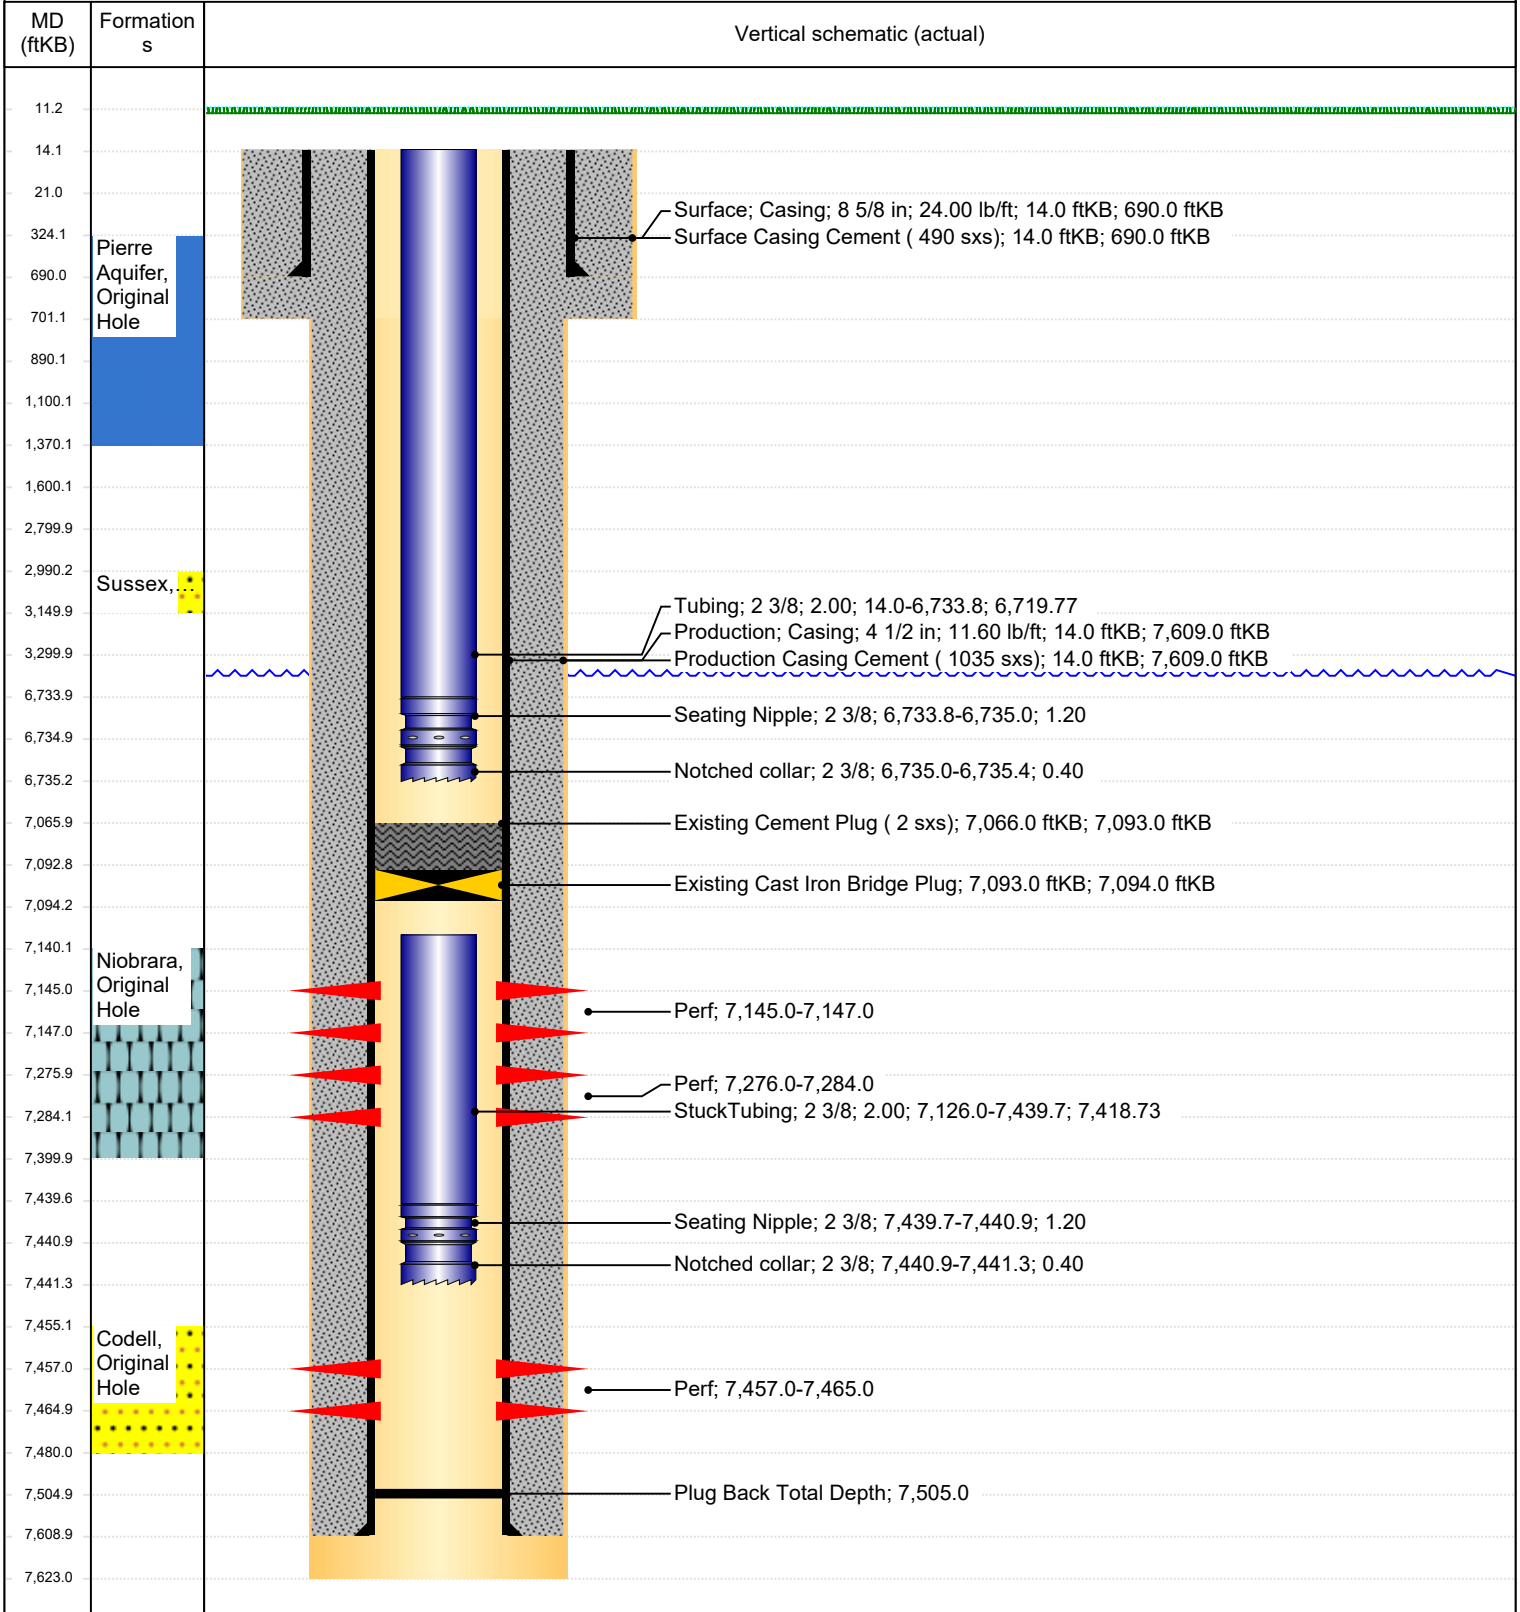 MD
(ftKB)
Formation
s
Vertical schematic (actual)
11.2
14.1
21.0
324.1
690.0
701.1
890.1
1,100.1
1,370.1
1,600.1
2,799.9
2,990.2
3,149.9
3,299.9
6,733.9
6,734.9
6,735.2
7,065.9
7,092.8
7,094.2
7,140.1
7,145.0
7,147.0
7,275.9
7,284.1
7,399.9
7,439.6
7,440.9
7,441.3
7,455.1
7,457.0
7,464.9
7,480.0
7,504.9
7,608.9
7,623.0
Pierre
Aquifer,
Original
Hole
Sussex,...
Niobrara,
Original
Hole
Codell,
Original
Hole
Surface; Casing; 8 5/8 in; 24.00 lb/ft; 14.0 ftKB; 690.0 ftKB
Surface Casing Cement ( 490 sxs); 14.0 ftKB; 690.0 ftKB
Tubing; 2 3/8; 2.00; 14.0-6,733.8; 6,719.77
Production; Casing; 4 1/2 in; 11.60 lb/ft; 14.0 ftKB; 7,609.0 ftKB
Production Casing Cement ( 1035 sxs); 14.0 ftKB; 7,609.0 ftKB
Seating Nipple; 2 3/8; 6,733.8-6,735.0; 1.20
Notched collar; 2 3/8; 6,735.0-6,735.4; 0.40
Existing Cement Plug ( 2 sxs); 7,066.0 ftKB; 7,093.0 ftKB
Existing Cast Iron Bridge Plug; 7,093.0 ftKB; 7,094.0 ftKB
Perf; 7,145.0-7,147.0
Perf; 7,276.0-7,284.0
StuckTubing; 2 3/8; 2.00; 7,126.0-7,439.7; 7,418.73
Seating Nipple; 2 3/8; 7,439.7-7,440.9; 1.20
Notched collar; 2 3/8; 7,440.9-7,441.3; 0.40
Perf; 7,457.0-7,465.0
Plug Back Total Depth; 7,505.0